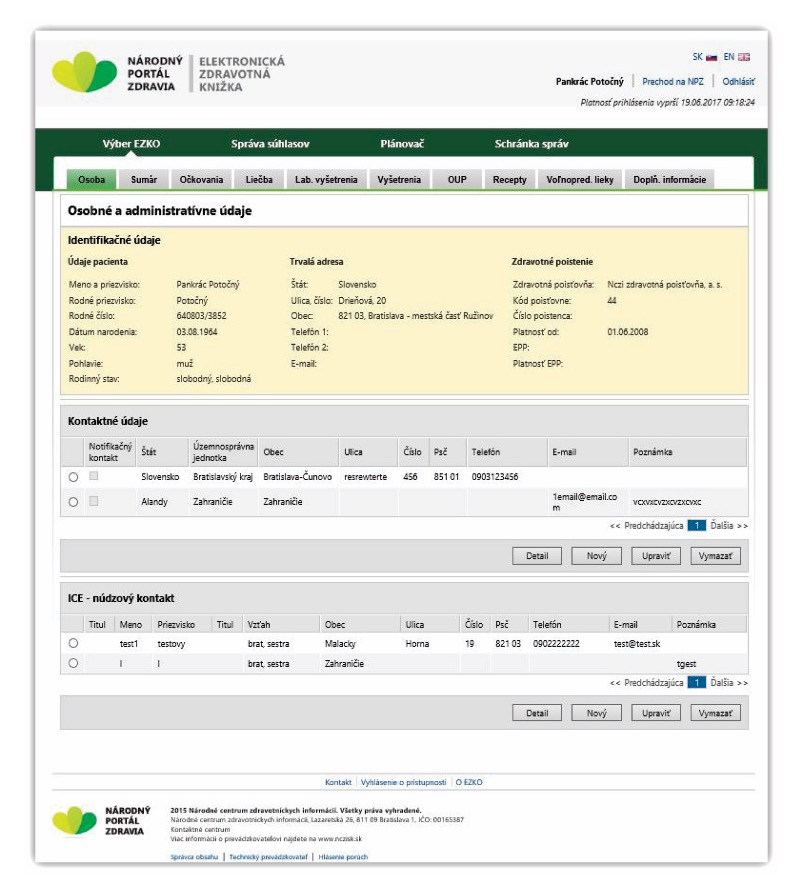 SK EN
NÁRODNÝ PORTÁL ZDRAVIA
ELEKTRONICKÁ ZDRAVOTNÁ KNIŽKA
Pankrác Potočný | Prechod na NPZ | Odhlásiť
Platnosť prihlásenia vyprší 19.06.2017 09:18:24
Výber EZKO Správa súhlasov Plánovač Schránka správ
Osoba Sumár Očkovania Liečba Lab. vyšetrenia Vyšetrenia OUP Recepty Voľnopred. lieky Doplň. informácie
Osobné a administratívne údaje
Identifikačné údaje
Údaje pacienta Trvalá adresa Zdravotné poistenie
Meno a priezvisko: Pankrác Potočný Štát: Slovensko Zdravotná poisťovňa: Nczi zdravotná poisťovňa, a. s.
Rodné priezvisko: Potočný Ulica, číslo: Drieňová, 20 Kód poisťovne: 44
Rodné číslo: 640803/3852 Obec: 821 03, Bratislava - mestská časť Ružinov Číslo poistenca:
Dátum narodenia: 03.08.1964 Telefón 1: Platnosť od: 01.06.2008
Vek: 53 Telefón 2: EPP:
Pohlavie: muž E-mail: Platnosť EPP:
Rodinný stav: slobodný, slobodná
Kontaktné údaje
Notifikačný kontakt Štát Územnosprávna jednotka Obec Ulica Číslo Psč Telefón E-mail Poznámka
Slovensko Bratislavský kraj Bratislava-Čunovo resrewterte 456 851 01 0903123456
Alandy Zahraničie Zahraničie 1email@email.com vcxvxcvzxcvzxcvxc
<< Predchádzajúca 1 Ďalšia >>
Detail Nový Upraviť Vymazať
ICE - núdzový kontakt
Titul Meno Priezvisko Titul Vzťah Obec Ulica Číslo Psč Telefón E-mail Poznámka
test1 testovy brat, sestra Malacky Horna 19 821 03 0902222222 test@test.sk
l l brat, sestra Zahraničie tgest
<< Predchádzajúca 1 Ďalšia >>
Detail Nový Upraviť Vymazať
Kontakt | Vyhlásenie o prístupnosti | O EZKO
NÁRODNÝ PORTÁL ZDRAVIA
2015 Národné centrum zdravotníckych informácií. Všetky práva vyhradené.
Národné centrum zdravotníckych informácií, Lazaretská 26, 811 09 Bratislava 1, IČO: 00165387
Kontaktné centrum
Viac informácií o prevádzkovateľovi nájdete na www.nczisk.sk
Správca obsahu | Technický prevádzkovateľ | Hlásenie porúch